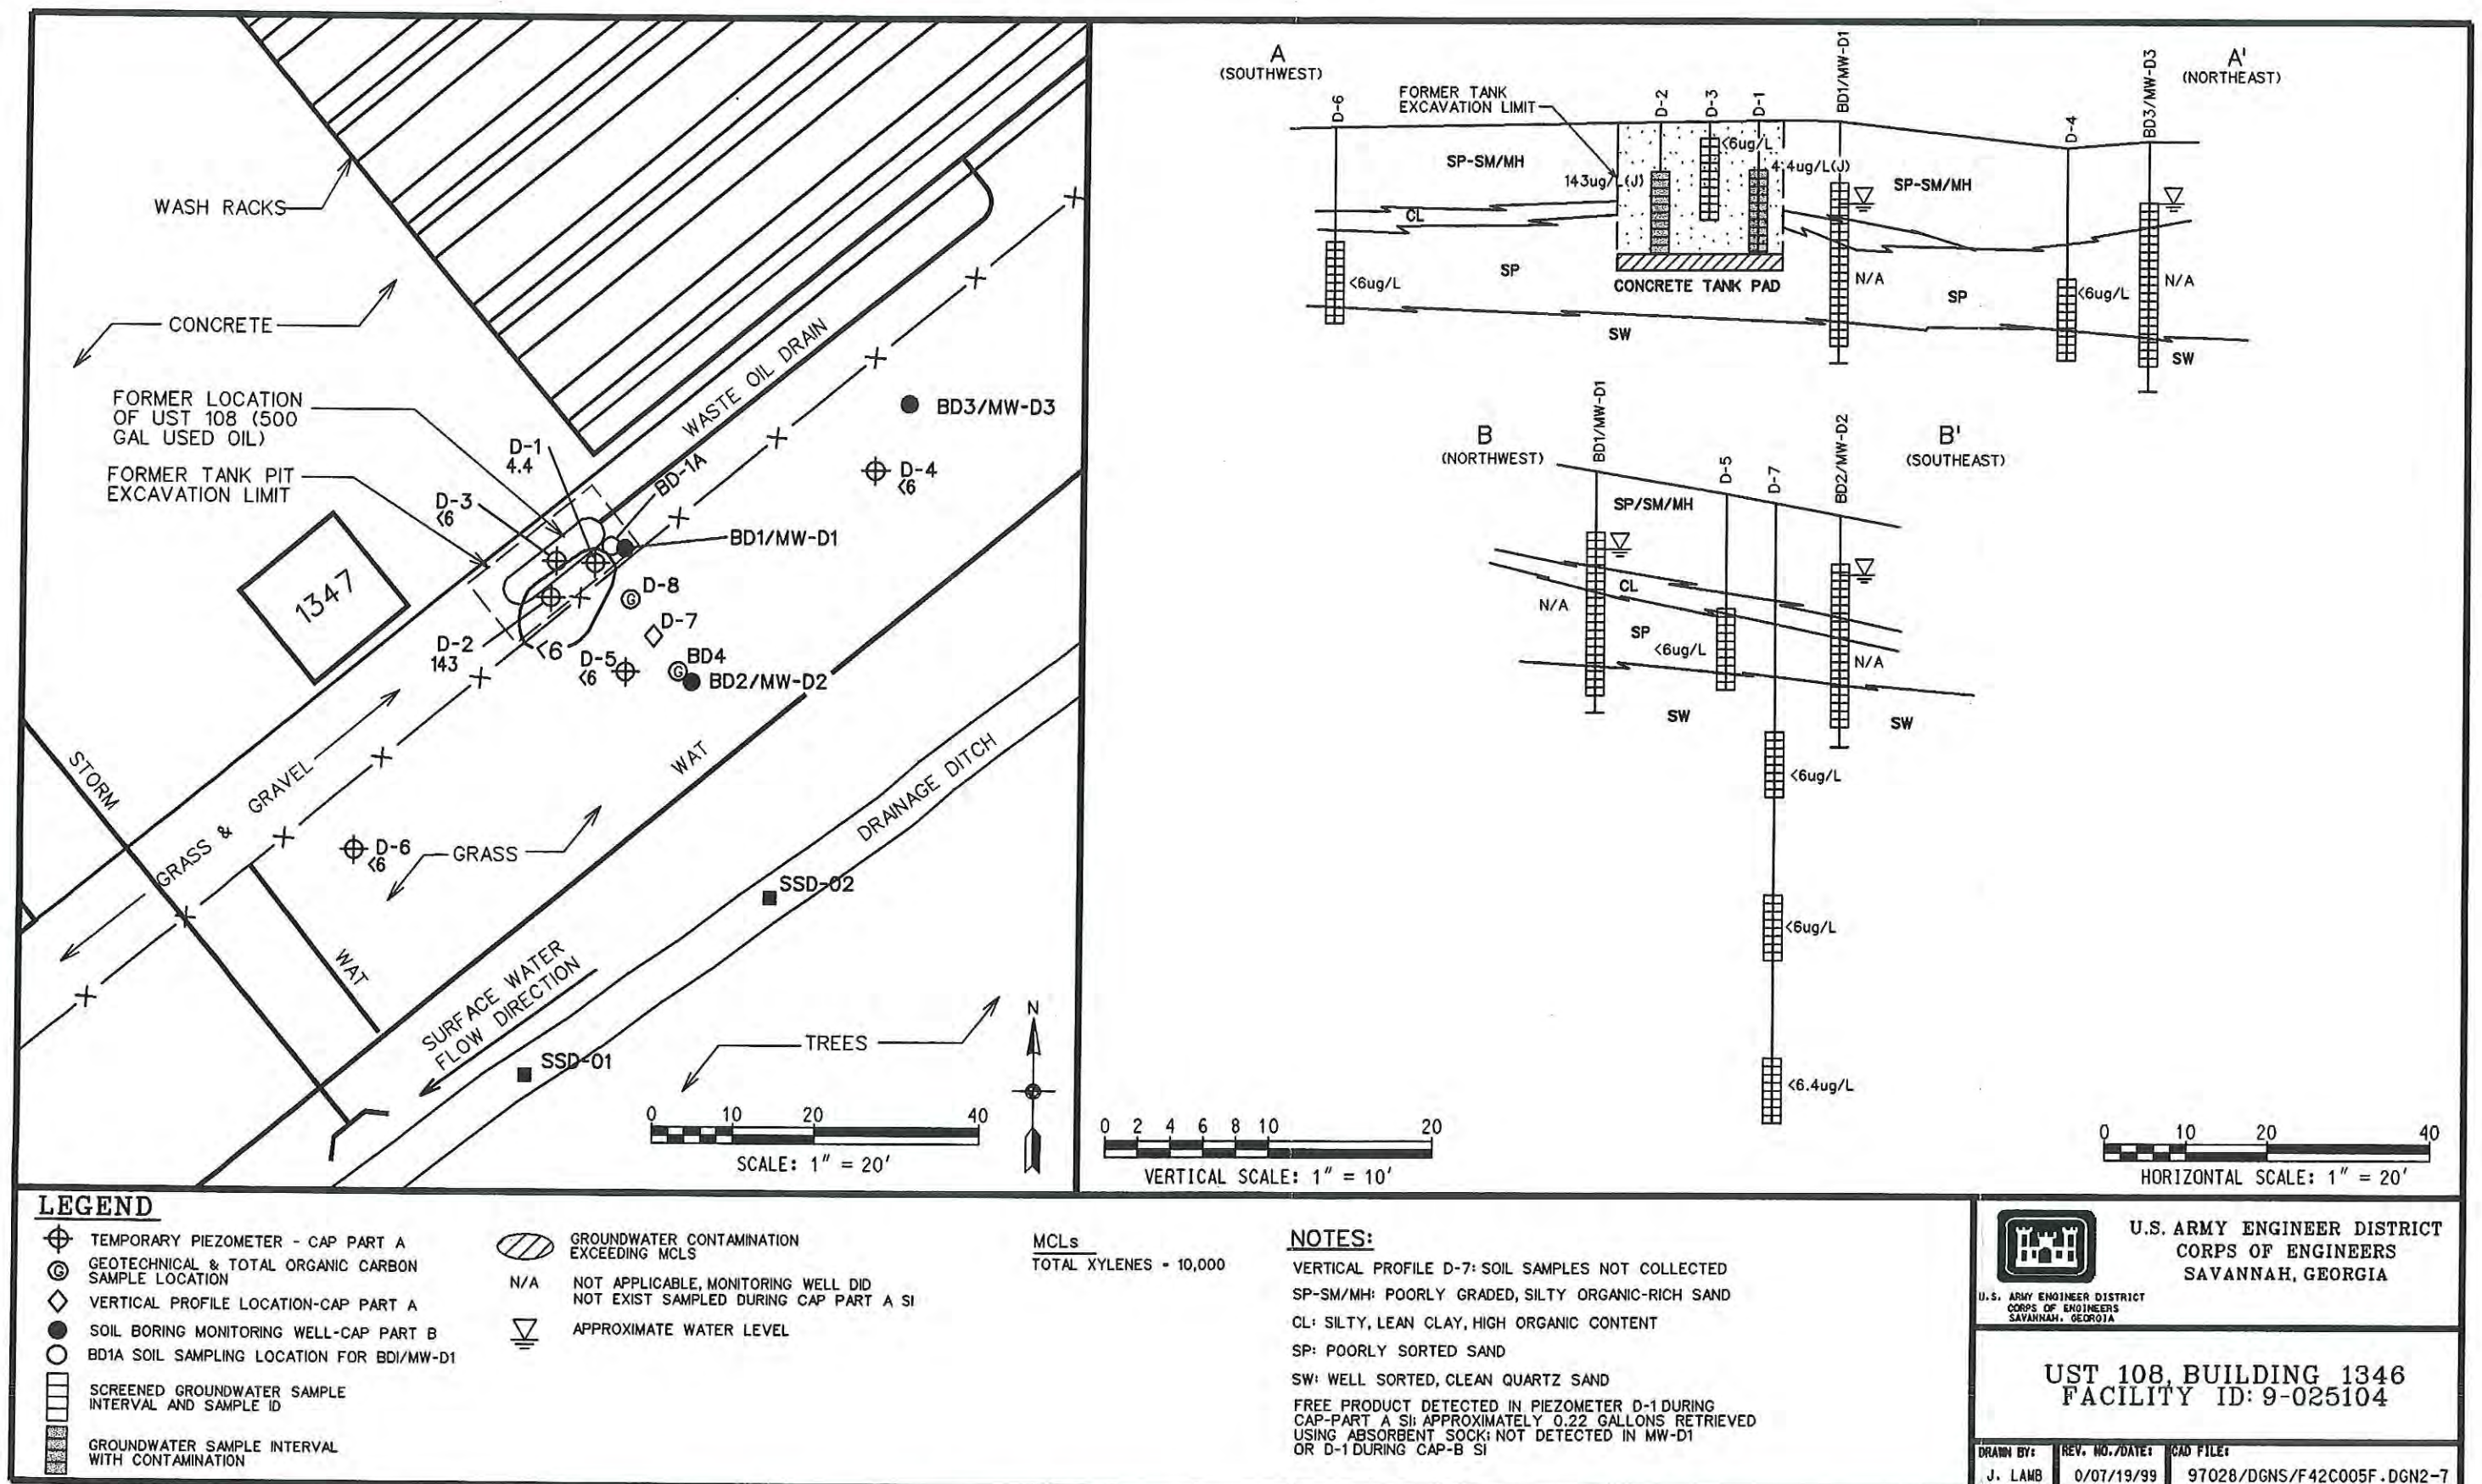 WASH RACKS
CONCRETE
FORMER LOCATION
OF UST 108 (500
GAL USED OIL)
FORMER TANK PIT
EXCAVATION LIMIT
WASTE OIL DRAIN
D-1
4.4
BD-1A
D-3
<6
BD3/MW-D3
D-4
<6
BD1/MW-D1
1347
D-8
D-7
D-2
143
<6
D-5
<6
BD4
BD2/MW-D2
STORM
GRASS & GRAVEL
WAT
DRAINAGE DITCH
D-6
<6
GRASS
SSD-02
WAT
SURFACE WATER
FLOW DIRECTION
SSD-01
TREES
N
0 10 20 40
SCALE: 1" = 20'
A
(SOUTHWEST)
A'
(NORTHEAST)
D-6
FORMER TANK
EXCAVATION LIMIT
D-2
D-3
D-1
BD1/MW-D1
D-4
BD3/MW-D3
SP-SM/MH
<6ug/L
143ug/L(J)
4.4ug/L(J)
SP-SM/MH
CL
<6ug/L
SP
CONCRETE TANK PAD
N/A
SP
<6ug/L
N/A
SW
SW
B
(NORTHWEST)
BD1/MW-D1
D-5
D-7
BD2/MW-D2
B'
(SOUTHEAST)
SP/SM/MH
CL
N/A
SP
<6ug/L
N/A
SW
SW
<6ug/L
<6ug/L
<6.4ug/L
0 2 4 6 8 10 20
VERTICAL SCALE: 1" = 10'
0 10 20 40
HORIZONTAL SCALE: 1" = 20'
LEGEND
TEMPORARY PIEZOMETER - CAP PART A
G
GEOTECHNICAL & TOTAL ORGANIC CARBON
SAMPLE LOCATION
VERTICAL PROFILE LOCATION-CAP PART A
SOIL BORING MONITORING WELL-CAP PART B
BD1A SOIL SAMPLING LOCATION FOR BD1/MW-D1
SCREENED GROUNDWATER SAMPLE
INTERVAL AND SAMPLE ID
GROUNDWATER SAMPLE INTERVAL
WITH CONTAMINATION
GROUNDWATER CONTAMINATION
EXCEEDING MCLS
N/A NOT APPLICABLE, MONITORING WELL DID
NOT EXIST SAMPLED DURING CAP PART A SI
APPROXIMATE WATER LEVEL
MCLs
TOTAL XYLENES - 10,000
NOTES:
VERTICAL PROFILE D-7: SOIL SAMPLES NOT COLLECTED
SP-SM/MH: POORLY GRADED, SILTY ORGANIC-RICH SAND
CL: SILTY, LEAN CLAY, HIGH ORGANIC CONTENT
SP: POORLY SORTED SAND
SW: WELL SORTED, CLEAN QUARTZ SAND
FREE PRODUCT DETECTED IN PIEZOMETER D-1 DURING
CAP-PART A SI; APPROXIMATELY 0.22 GALLONS RETRIEVED
USING ABSORBENT SOCK; NOT DETECTED IN MW-D1
OR D-1 DURING CAP-B SI
U.S. ARMY ENGINEER DISTRICT
CORPS OF ENGINEERS
SAVANNAH, GEORGIA
U.S. ARMY ENGINEER DISTRICT
CORPS OF ENGINEERS
SAVANNAH, GEORGIA
UST 108, BUILDING 1346
FACILITY ID: 9-025104
DRAWN BY:
J. LAMB
REV. NO./DATE:
0/07/19/99
CAD FILE:
97028/DGNS/F42C005F.DGN2-7